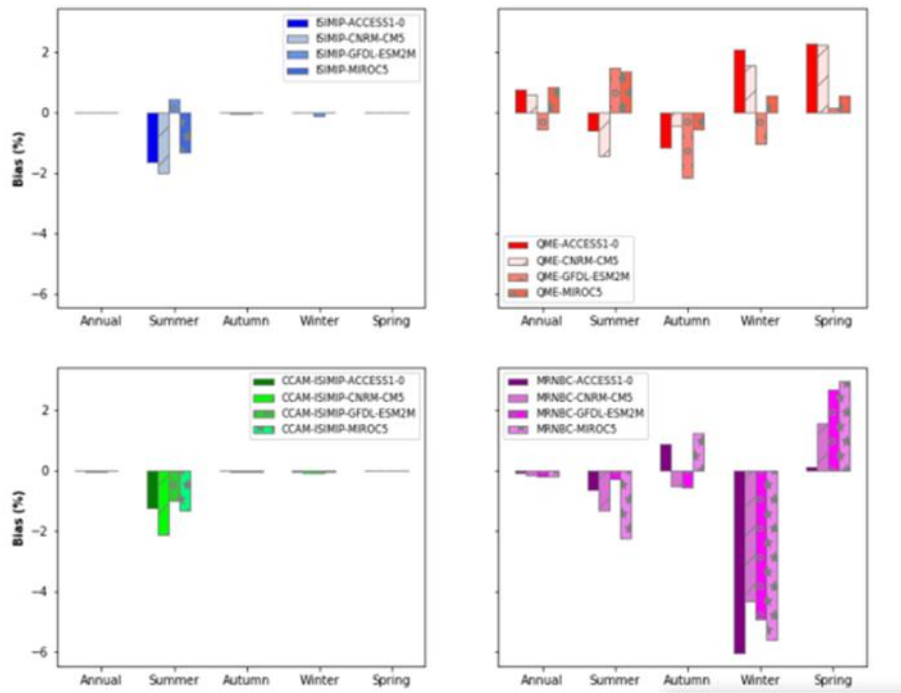 ISIMIP-ACCESS1-0
ISIMIP-CNRM-CM5
ISIMIP-GFDL-ESM2M
ISIMIP-MIROC5
Bias (%)
2
0
−2
−4
−6
Annual Summer Autumn Winter Spring
QME-ACCESS1-0
QME-CNRM-CM5
QME-GFDL-ESM2M
QME-MIROC5
Annual Summer Autumn Winter Spring
CCAM-ISIMIP-ACCESS1-0
CCAM-ISIMIP-CNRM-CM5
CCAM-ISIMIP-GFDL-ESM2M
CCAM-ISIMIP-MIROC5
Bias (%)
2
0
−2
−4
−6
Annual Summer Autumn Winter Spring
MRNBC-ACCESS1-0
MRNBC-CNRM-CM5
MRNBC-GFDL-ESM2M
MRNBC-MIROC5
Annual Summer Autumn Winter Spring